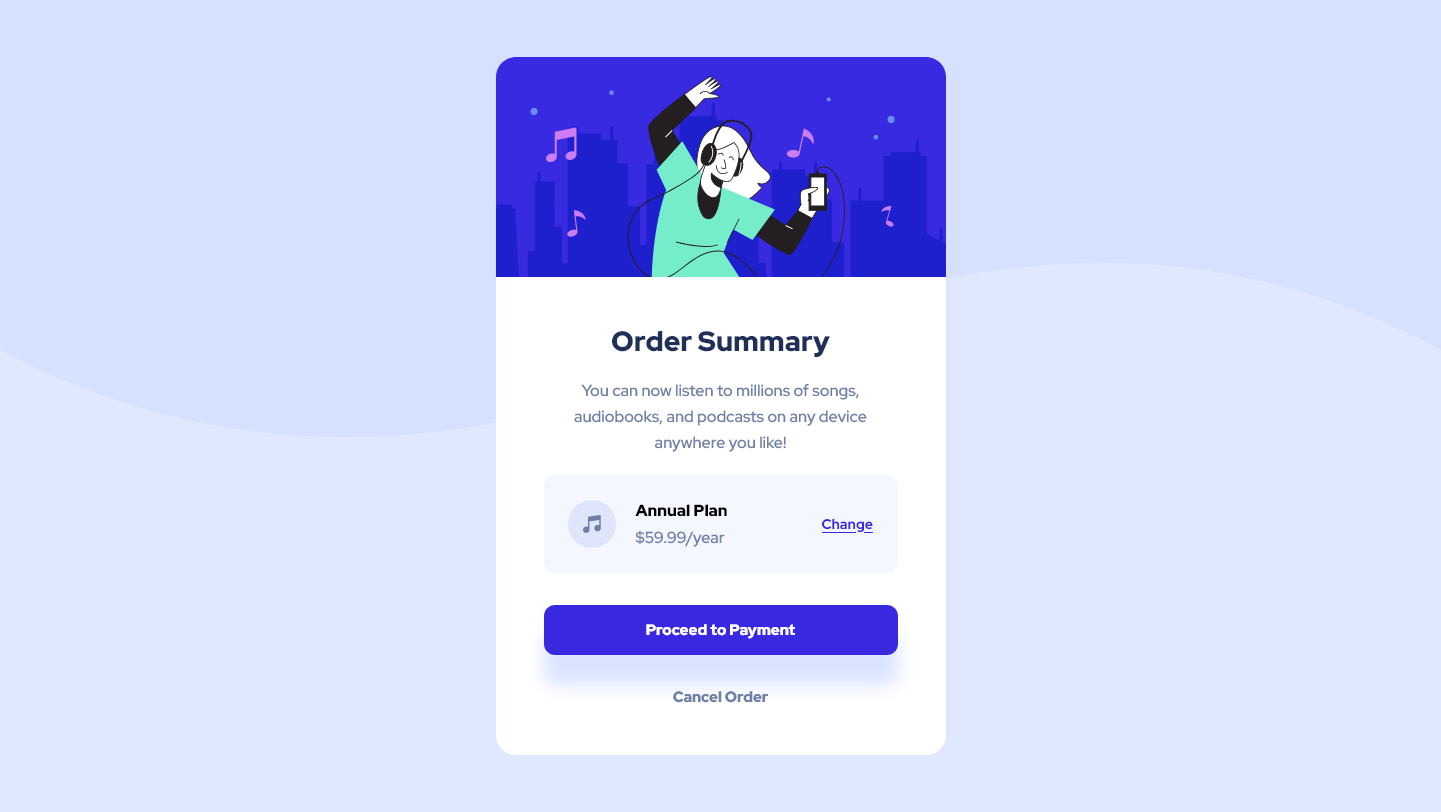 Order Summary
You can now listen to millions of songs,
audiobooks, and podcasts on any device
anywhere you like!
Annual Plan
$59.99/year
Change
Proceed to Payment
Cancel Order